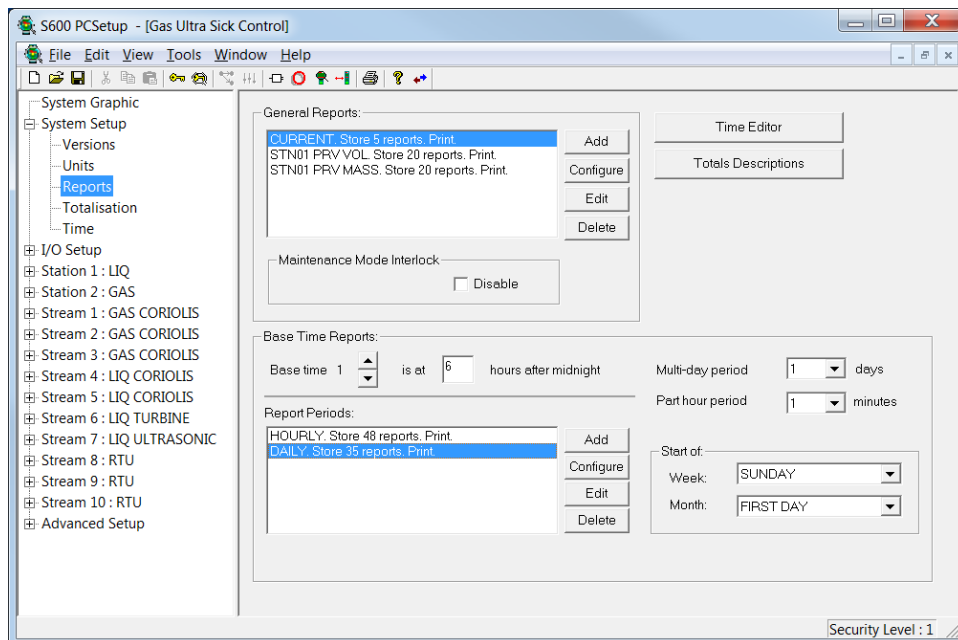 S600 PCSetup - [Gas Ultra Sick Control]
File Edit View Tools Window Help
System Graphic
System Setup
Versions
Units
Reports
Totalisation
Time
I/O Setup
Station 1 : LIQ
Station 2 : GAS
Stream 1 : GAS CORIOLIS
Stream 2 : GAS CORIOLIS
Stream 3 : GAS CORIOLIS
Stream 4 : LIQ CORIOLIS
Stream 5 : LIQ CORIOLIS
Stream 6 : LIQ TURBINE
Stream 7 : LIQ ULTRASONIC
Stream 8 : RTU
Stream 9 : RTU
Stream 10 : RTU
Advanced Setup
General Reports:
CURRENT. Store 5 reports. Print.
STN01 PRV VOL. Store 20 reports. Print.
STN01 PRV MASS. Store 20 reports. Print.
Add
Configure
Edit
Delete
Time Editor
Totals Descriptions
Maintenance Mode Interlock
Disable
Base Time Reports:
Base time 1 is at 6 hours after midnight
Multi-day period 1 days
Part hour period 1 minutes
Report Periods:
HOURLY. Store 48 reports. Print.
DAILY. Store 35 reports. Print.
Add
Configure
Edit
Delete
Start of:
Week: SUNDAY
Month: FIRST DAY
Security Level : 1